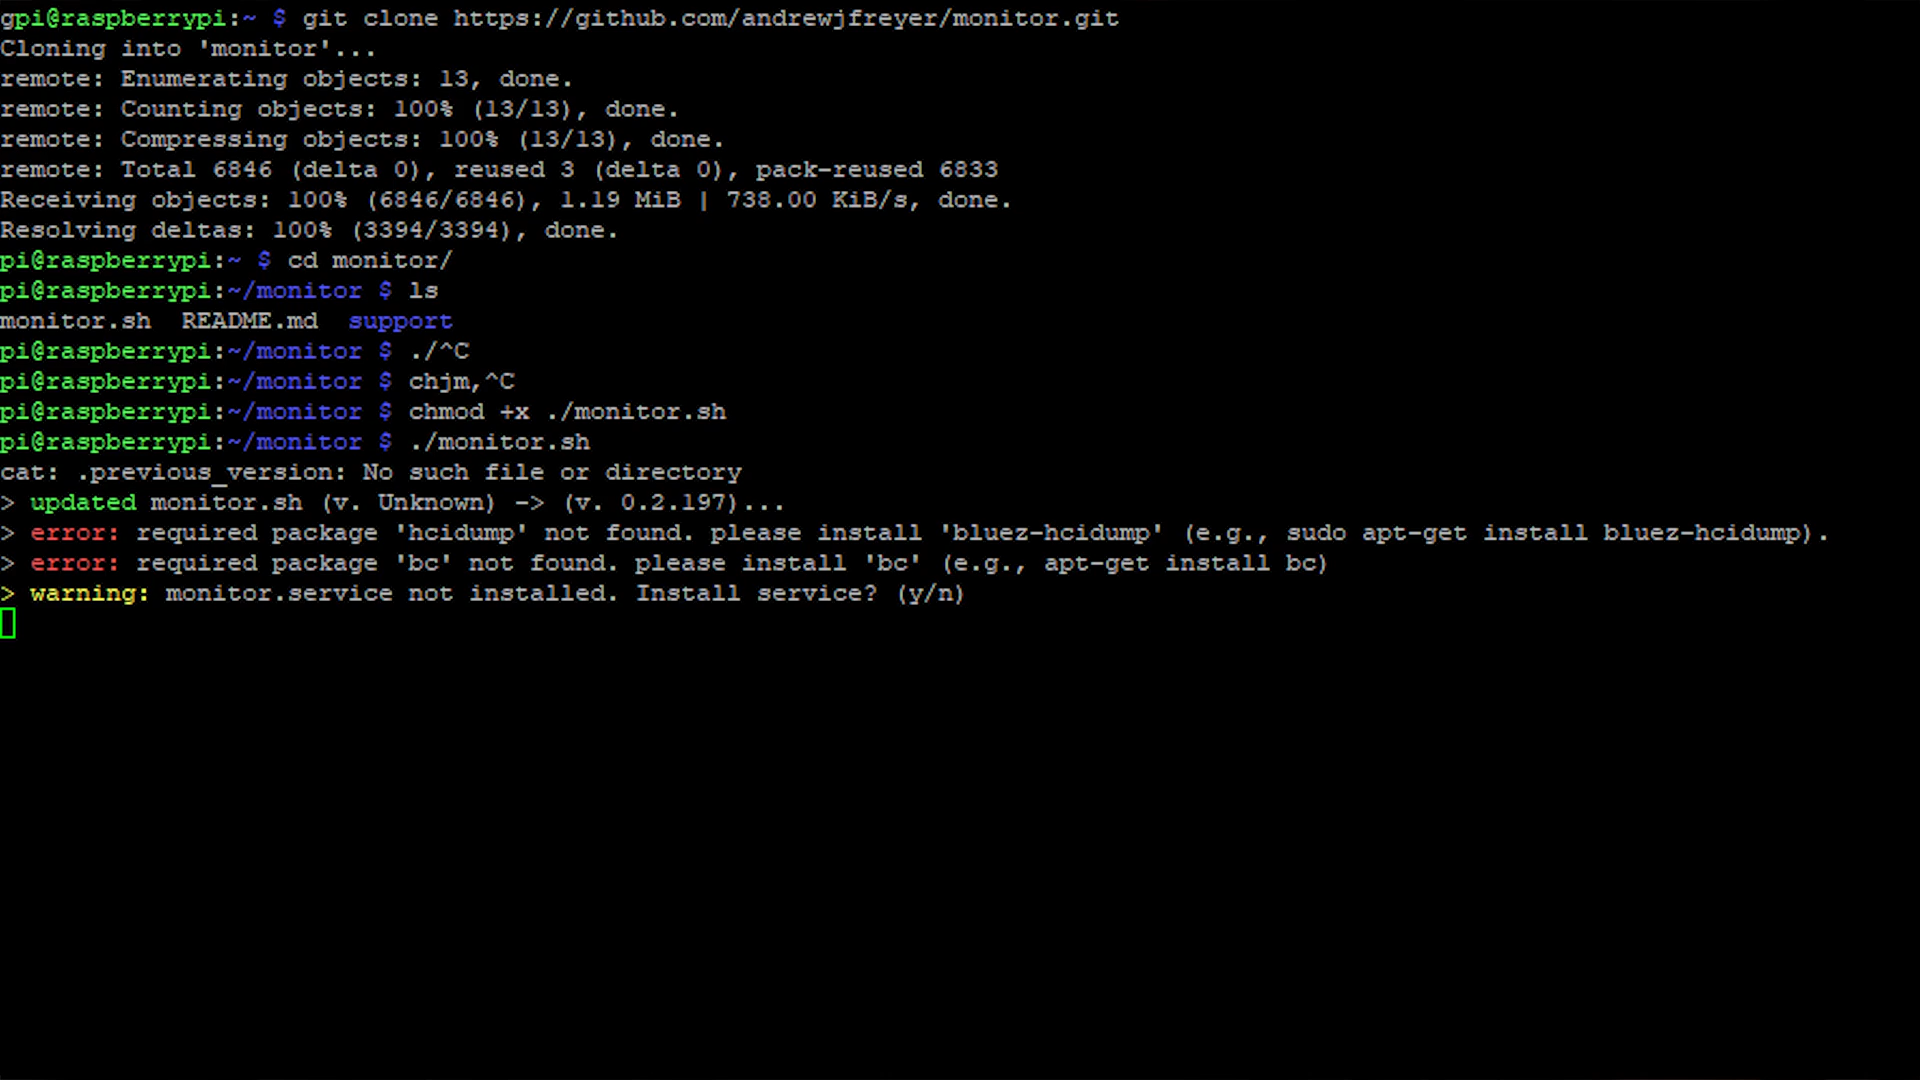 gpi@raspberrypi:~ $ git clone https://github.com/andrewjfreyer/monitor.git
Cloning into 'monitor'...
remote: Enumerating objects: 13, done.
remote: Counting objects: 100% (13/13), done.
remote: Compressing objects: 100% (13/13), done.
remote: Total 6846 (delta 0), reused 3 (delta 0), pack-reused 6833
Receiving objects: 100% (6846/6846), 1.19 MiB | 738.00 KiB/s, done.
Resolving deltas: 100% (3394/3394), done.
pi@raspberrypi:~ $ cd monitor/
pi@raspberrypi:~/monitor $ ls
monitor.sh  README.md  support
pi@raspberrypi:~/monitor $ ./^C
pi@raspberrypi:~/monitor $ chjm,^C
pi@raspberrypi:~/monitor $ chmod +x ./monitor.sh
pi@raspberrypi:~/monitor $ ./monitor.sh
cat: .previous_version: No such file or directory
> updated monitor.sh (v. Unknown) -> (v. 0.2.197)...
> error: required package 'hcidump' not found. please install 'bluez-hcidump' (e.g., sudo apt-get install bluez-hcidump).
> error: required package 'bc' not found. please install 'bc' (e.g., apt-get install bc)
> warning: monitor.service not installed. Install service? (y/n)